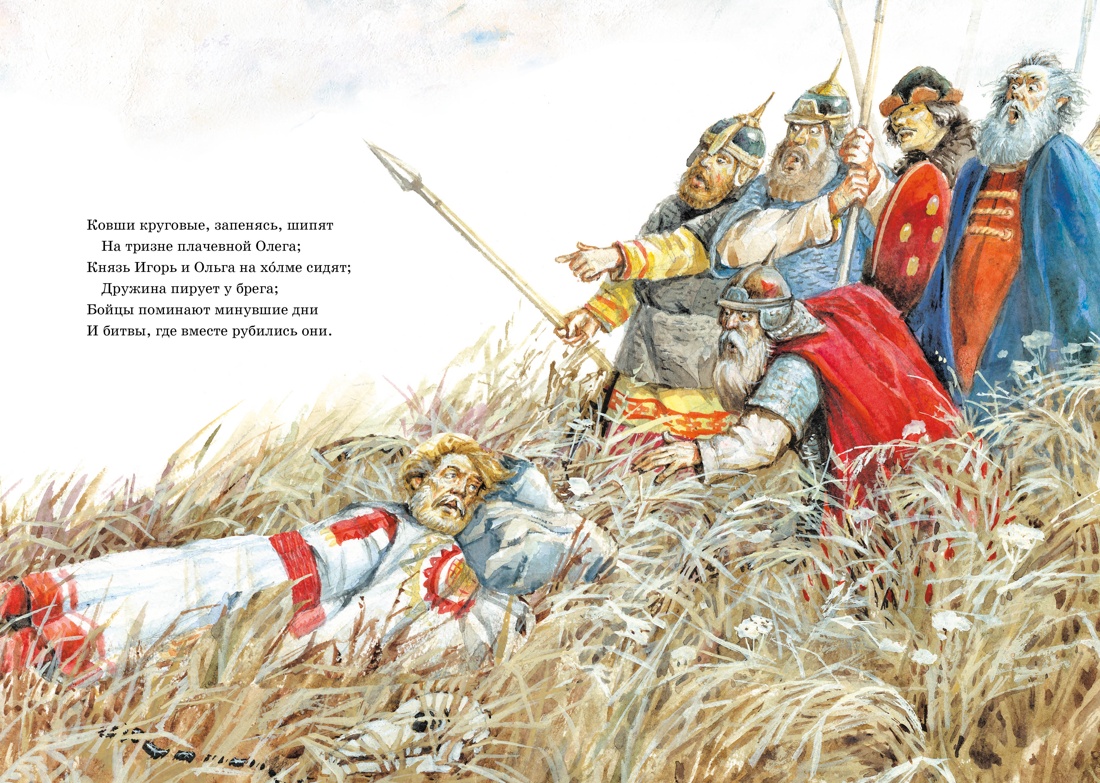 Ковши круговые, запенясь, шипят
На тризне плачевной Олега;
Князь Игорь и Ольга на хо́лме сидят;
Дружина пирует у брега;
Бойцы поминают минувшие дни
И битвы, где вместе рубились они.